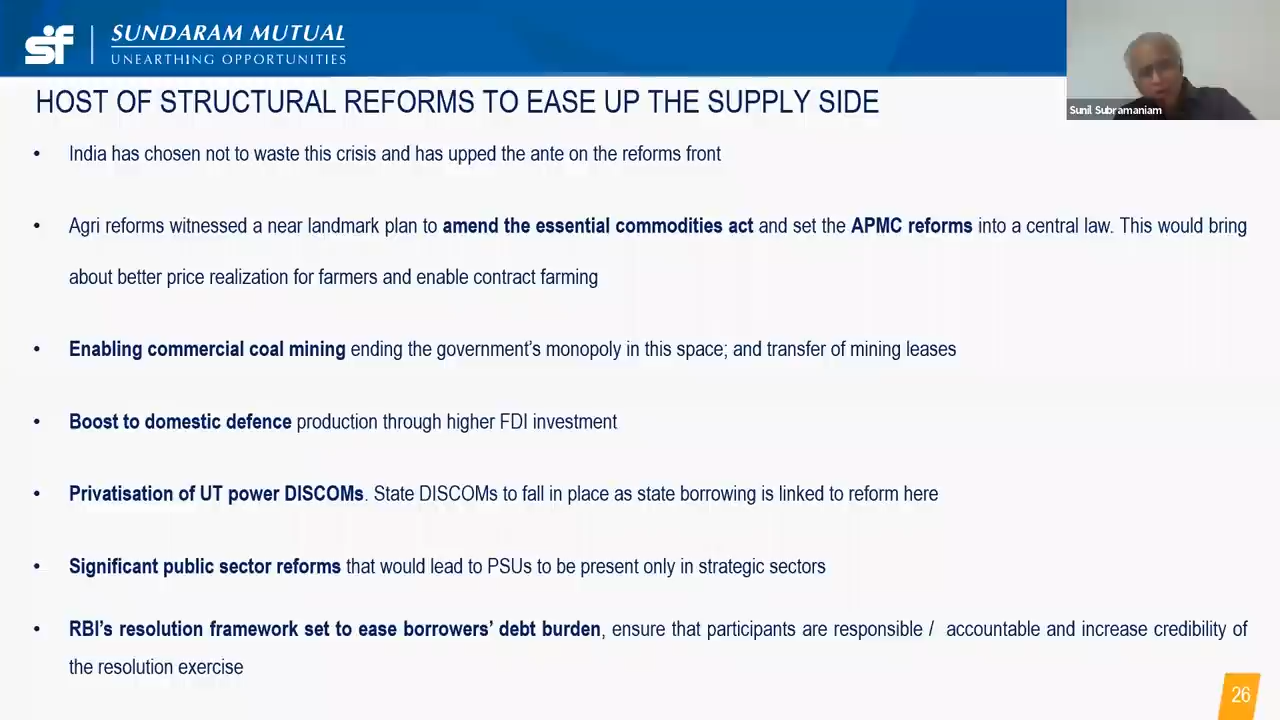 sf
SUNDARAM MUTUAL
UNEARTHING OPPORTUNITIES
Sunil Subramaniam
HOST OF STRUCTURAL REFORMS TO EASE UP THE SUPPLY SIDE
• India has chosen not to waste this crisis and has upped the ante on the reforms front
• Agri reforms witnessed a near landmark plan to amend the essential commodities act and set the APMC reforms into a central law. This would bring
about better price realization for farmers and enable contract farming
• Enabling commercial coal mining ending the government’s monopoly in this space; and transfer of mining leases
• Boost to domestic defence production through higher FDI investment
• Privatisation of UT power DISCOMs. State DISCOMs to fall in place as state borrowing is linked to reform here
• Significant public sector reforms that would lead to PSUs to be present only in strategic sectors
• RBI’s resolution framework set to ease borrowers’ debt burden, ensure that participants are responsible / accountable and increase credibility of
the resolution exercise
26